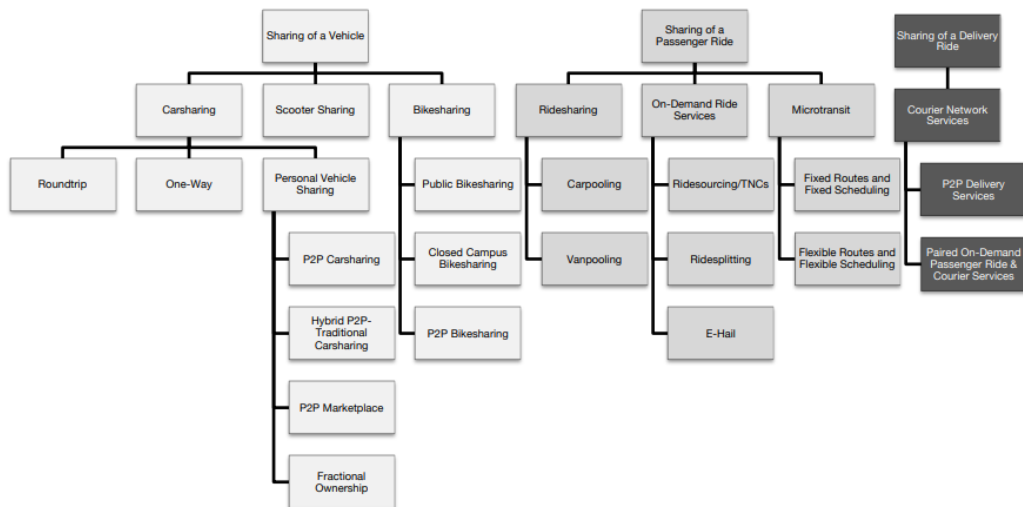 Sharing of a Vehicle
Sharing of a
Passenger Ride
Sharing of a Delivery
Ride
Carsharing
Scooter Sharing
Bikesharing
Ridesharing
On-Demand Ride
Services
Microtransit
Courier Network
Services
Roundtrip
One-Way
Personal Vehicle
Sharing
Public Bikesharing
Carpooling
Ridesourcing/TNCs
Fixed Routes and
Fixed Scheduling
P2P Delivery
Services
P2P Carsharing
Closed Campus
Bikesharing
Vanpooling
Ridesplitting
Flexible Routes and
Flexible Scheduling
Paired On-Demand
Passenger Ride &
Courier Services
Hybrid P2P-
Traditional
Carsharing
P2P Bikesharing
E-Hail
P2P Marketplace
Fractional
Ownership